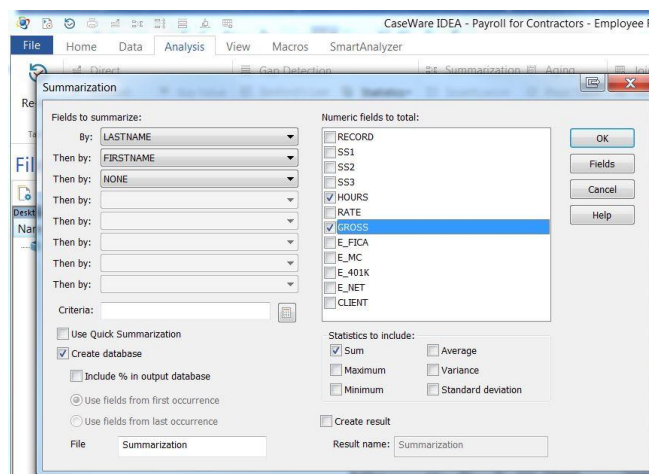 CaseWare IDEA - Payroll for Contractors - Employee
File Home Data Analysis View Macros SmartAnalyzer
Direct Gap Detection Summarization Aging
Summarization
Fields to summarize:
By: LASTNAME
Then by: FIRSTNAME
Then by: NONE
Then by:
Then by:
Then by:
Then by:
Then by:
Criteria:
Use Quick Summarization
Create database
Include % in output database
Use fields from first occurrence
Use fields from last occurrence
File Summarization
Numeric fields to total:
RECORD
SS1
SS2
SS3
HOURS
RATE
GROSS
E_FICA
E_MC
E_401K
E_NET
CLIENT
Statistics to include:
Sum Average
Maximum Variance
Minimum Standard deviation
Create result
Result name: Summarization
OK
Fields
Cancel
Help